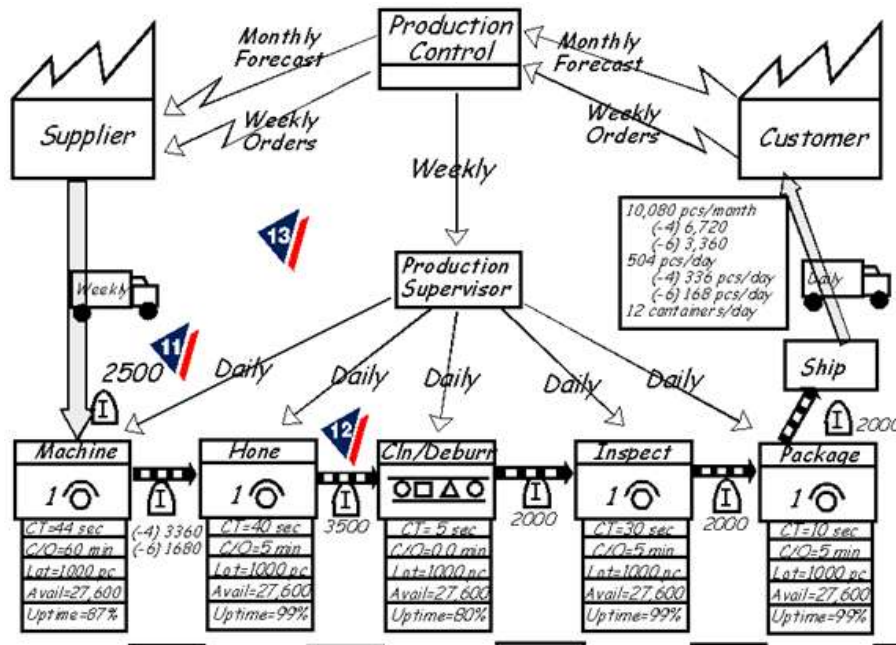 Production
Control
Monthly
Forecast
Monthly
Forecast
Weekly
Orders
Weekly
Orders
Supplier
Customer
Weekly
10,080 pcs/month
(-4) 6,720
(-6) 3,360
504 pcs/day
(-4) 336 pcs/day
(-6) 168 pcs/day
12 containers/day
13
Production
Supervisor
Weekly
Daily
11
2500
Daily
Daily
Daily
Daily
Daily
Ship
I
12
I
2000
Machine
Hone
Cln/Deburr
Inspect
Package
1
I
1
I
I
1
I
1
(-4) 3360
(-6) 1680
3500
2000
2000
CT=44 sec
C/O=60 min
Lot=1000 pc
Avail=27,600
Uptime=87%
CT=40 sec
C/O=5 min
Lot=1000 pc
Avail=27,600
Uptime=99%
CT= 5 sec
C/O=0.0 min
Lot=1000 pc
Avail=27,600
Uptime=80%
CT=30 sec
C/O=5 min
Lot=1000 pc
Avail=27,600
Uptime=99%
CT=10 sec
C/O=5 min
Lot=1000 pc
Avail=27,600
Uptime=99%